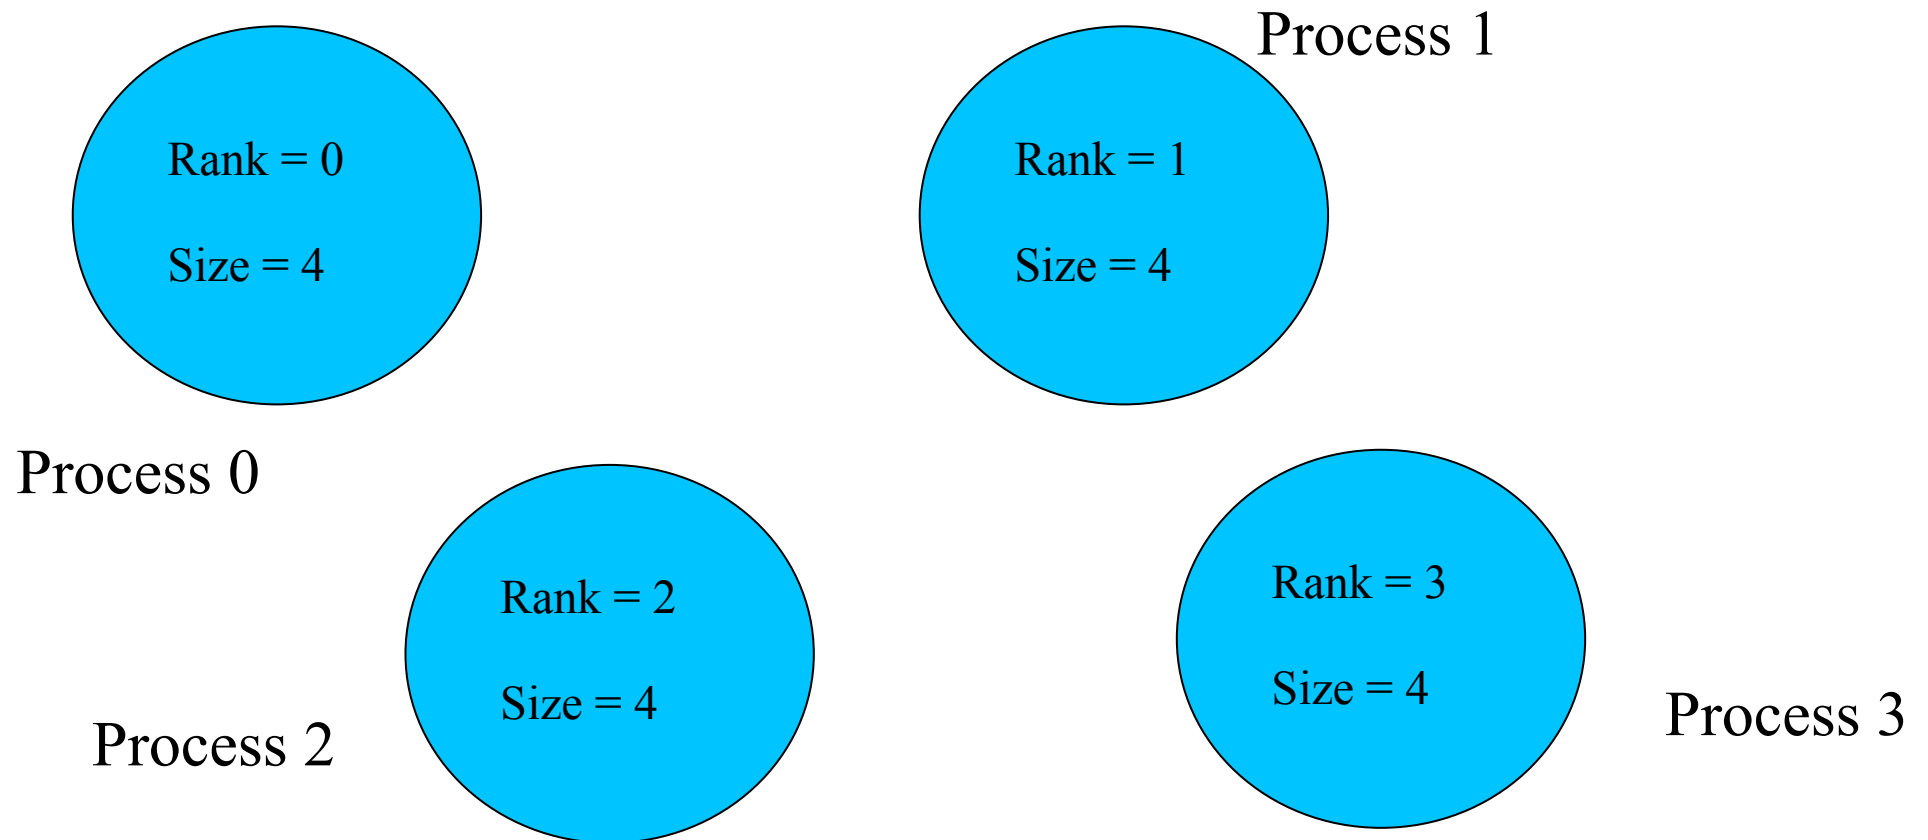 Process 1
Rank = 0
Size = 4
Rank = 1
Size = 4
Process 0
Rank = 2
Size = 4
Process 2
Rank = 3
Size = 4
Process 3